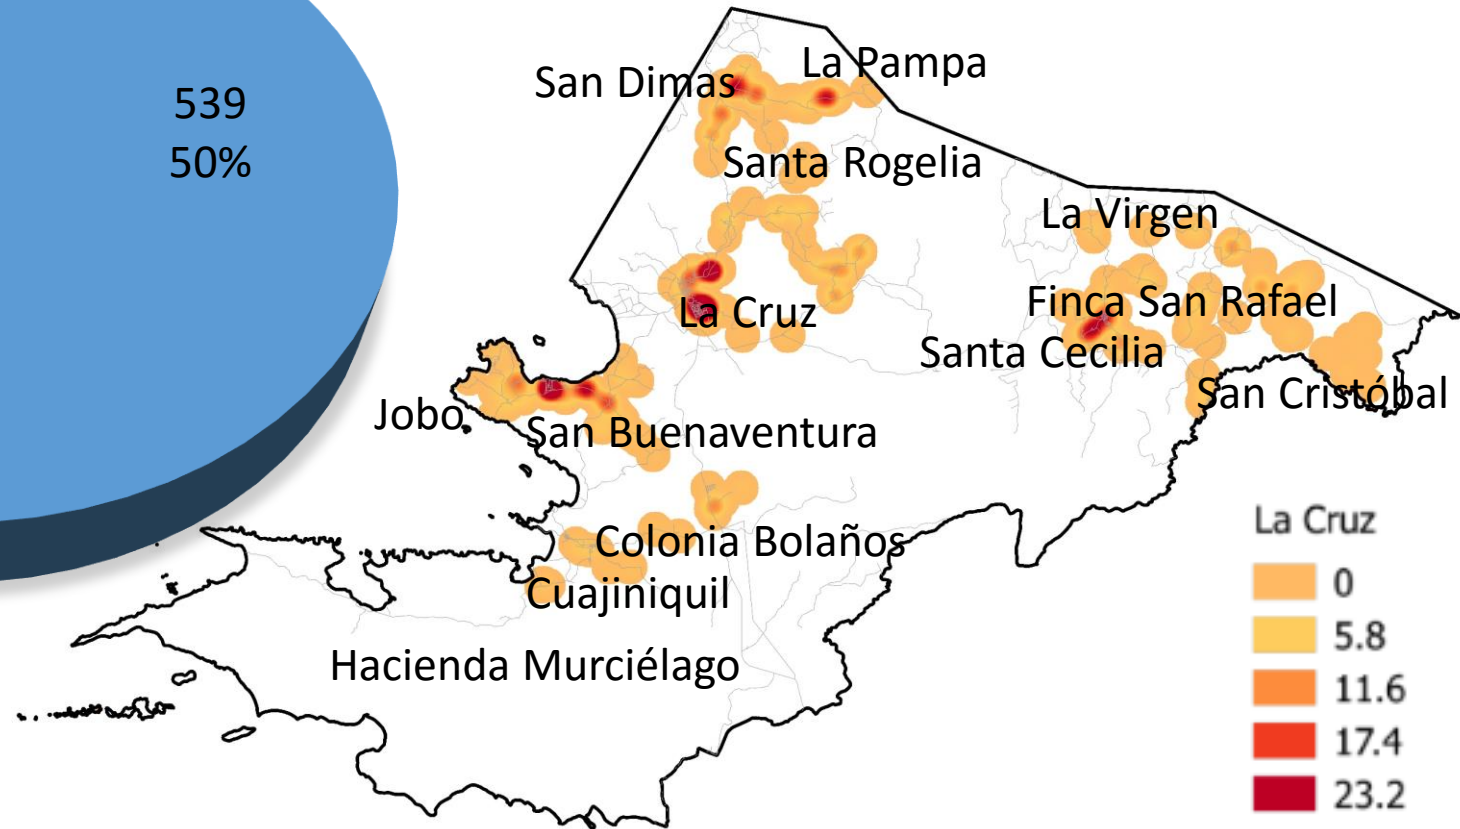 539
50%
San Dimas
La Pampa
Santa Rogelia
La Virgen
La Cruz
Finca San Rafael
Santa Cecilia
San Cristóbal
Jobo
San Buenaventura
Colonia Bolaños
Cuajiniquil
Hacienda Murciélago
La Cruz
0
5.8
11.6
17.4
23.2